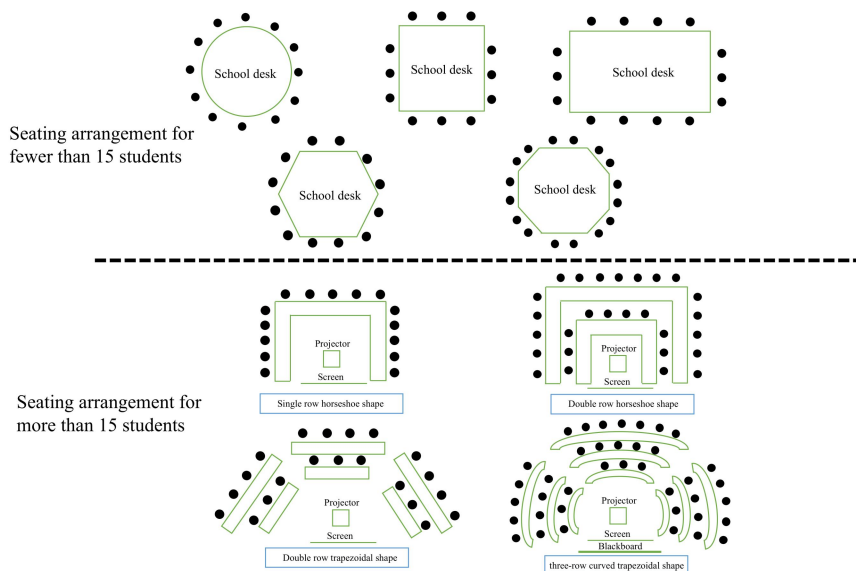 School desk
School desk
School desk
Seating arrangement for
fewer than 15 students
School desk
School desk
Projector
Screen
Single row horseshoe shape
Projector
Screen
Double row horseshoe shape
Seating arrangement for
more than 15 students
Projector
Screen
Double row trapezoidal shape
Projector
Screen
Blackboard
three-row curved trapezoidal shape